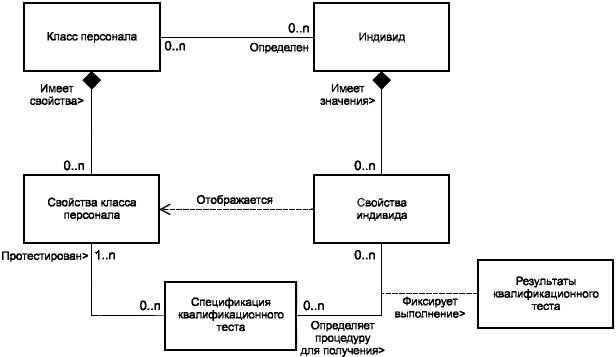 Класс персонала
0..n
0..n
Определен
Индивид
Имеет
свойства>
Имеет
значения>
0..n
0..n
Свойства класса
персонала
Отображается
Свойства
индивида
Протестирован>
1..n
0..n
0..n
Спецификация
квалификационного
теста
0..n
Определяет
процедуру
для получения>
Фиксирует
выполнение>
Результаты
квалификационного
теста